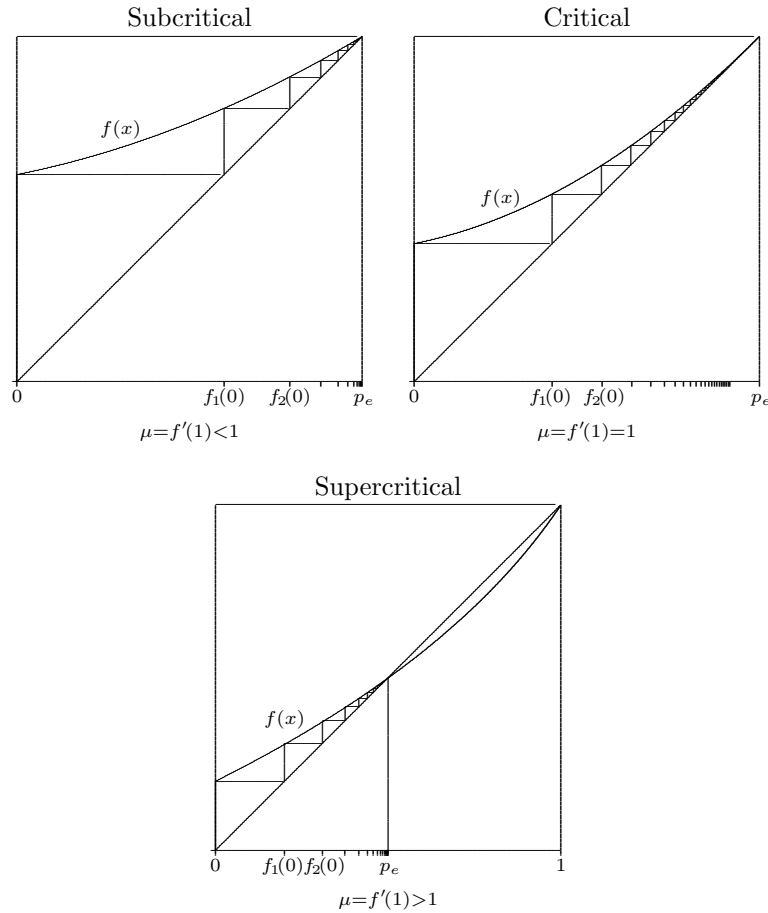 Subcritical
f(x)
0 f₁(0) f₂(0) pₑ
μ=f′(1)<1
Critical
f(x)
0 f₁(0) f₂(0) pₑ
μ=f′(1)=1
Supercritical
f(x)
0 f₁(0) f₂(0) pₑ 1
μ=f′(1)>1